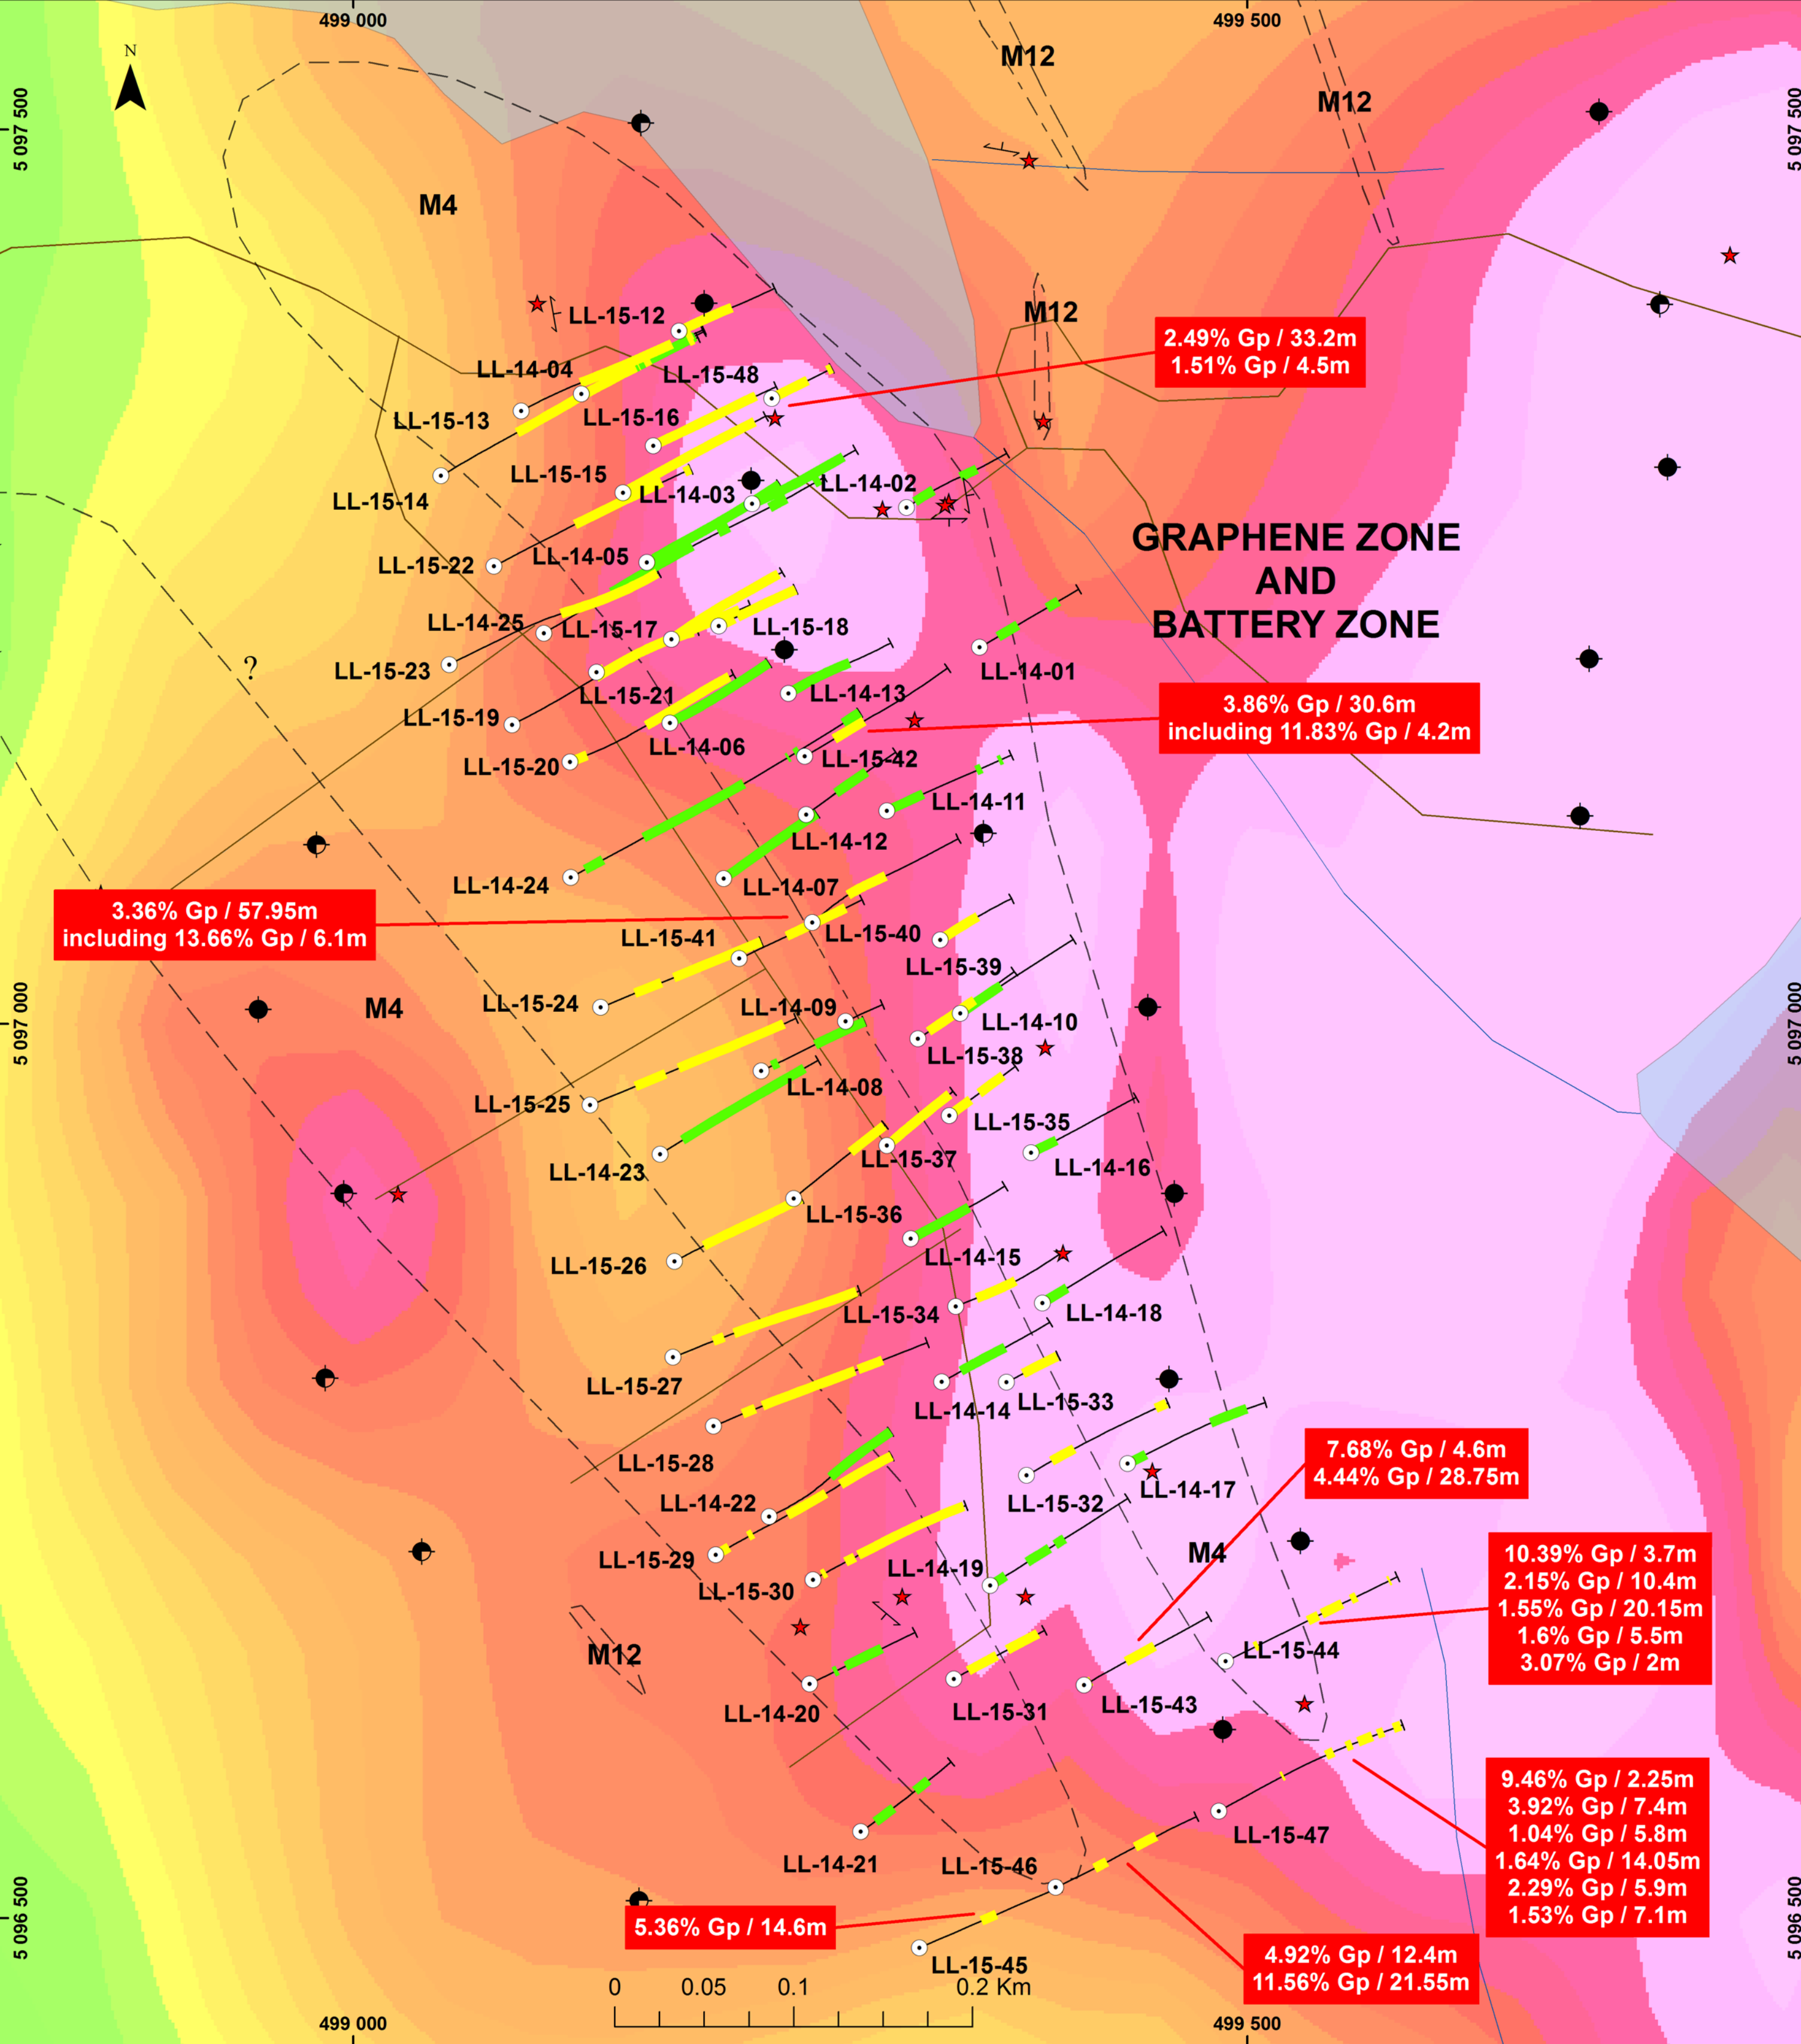 499 000
499 500
N
5 097 500
5 097 500
M12
M12
M4
LL-15-12
M12
2.49% Gp / 33.2m
1.51% Gp / 4.5m
LL-14-04
LL-15-48
LL-15-13
LL-15-16
LL-15-15
LL-14-03
LL-14-02
LL-15-14
GRAPHENE ZONE
AND
BATTERY ZONE
LL-15-22
LL-14-05
LL-14-25
LL-15-17
LL-15-18
?
LL-15-23
LL-14-01
LL-15-21
LL-14-13
LL-15-19
3.86% Gp / 30.6m
including 11.83% Gp / 4.2m
LL-14-06
LL-15-42
LL-15-20
LL-14-11
LL-14-12
LL-14-24
LL-14-07
3.36% Gp / 57.95m
including 13.66% Gp / 6.1m
LL-15-41
LL-15-40
LL-15-39
LL-15-24
M4
LL-14-09
LL-14-10
5 097 000
5 097 000
LL-15-38
LL-14-08
LL-15-25
LL-15-35
LL-15-37
LL-14-16
LL-14-23
LL-15-36
LL-14-15
LL-15-26
LL-15-34
LL-14-18
LL-15-27
LL-15-33
LL-14-14
LL-15-28
7.68% Gp / 4.6m
4.44% Gp / 28.75m
LL-14-17
LL-14-22
LL-15-32
LL-15-29
LL-14-19
M4
LL-15-30
10.39% Gp / 3.7m
2.15% Gp / 10.4m
1.55% Gp / 20.15m
1.6% Gp / 5.5m
3.07% Gp / 2m
M12
LL-15-44
LL-14-20
LL-15-31
LL-15-43
9.46% Gp / 2.25m
3.92% Gp / 7.4m
1.04% Gp / 5.8m
1.64% Gp / 14.05m
2.29% Gp / 5.9m
1.53% Gp / 7.1m
LL-15-47
LL-14-21
LL-15-46
5 096 500
5 096 500
5.36% Gp / 14.6m
4.92% Gp / 12.4m
11.56% Gp / 21.55m
LL-15-45
0 0.05 0.1 0.2 Km
499 000
499 500